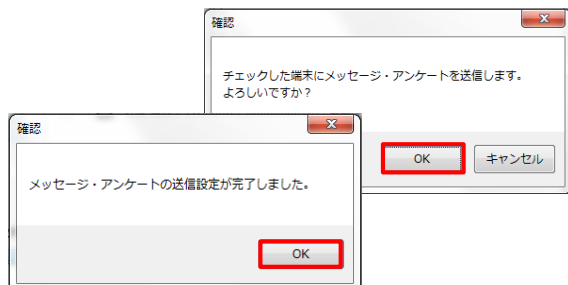 確認
チェックした端末にメッセージ・アンケートを送信します。
よろしいですか？
OK
キャンセル
確認
メッセージ・アンケートの送信設定が完了しました。
OK